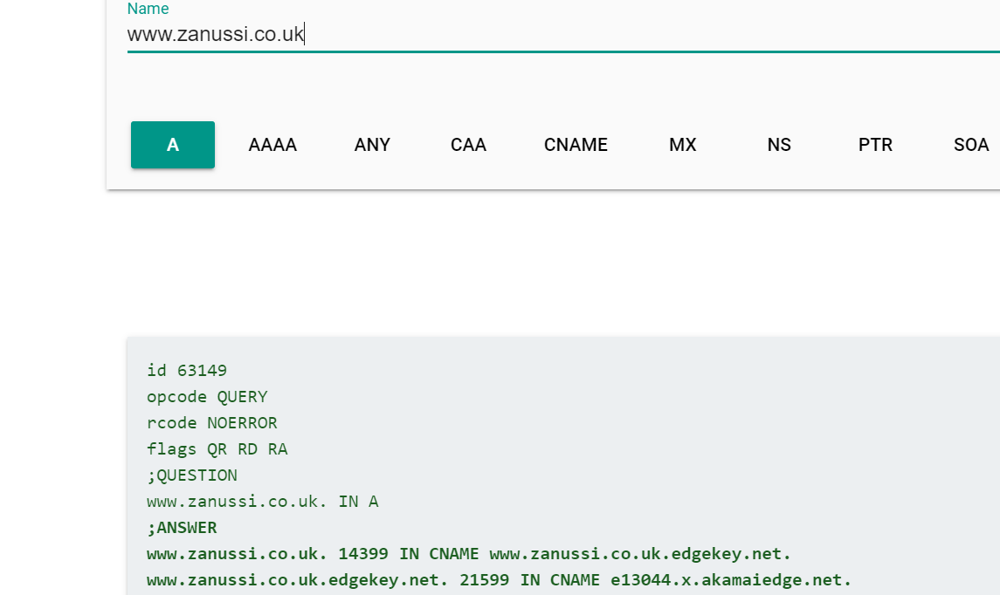 Name
www.zanussi.co.uk
A AAAA ANY CAA CNAME MX NS PTR SOA
id 63149
opcode QUERY
rcode NOERROR
flags QR RD RA
;QUESTION
www.zanussi.co.uk. IN A
;ANSWER
www.zanussi.co.uk. 14399 IN CNAME www.zanussi.co.uk.edgekey.net.
www.zanussi.co.uk.edgekey.net. 21599 IN CNAME e13044.x.akamaiedge.net.